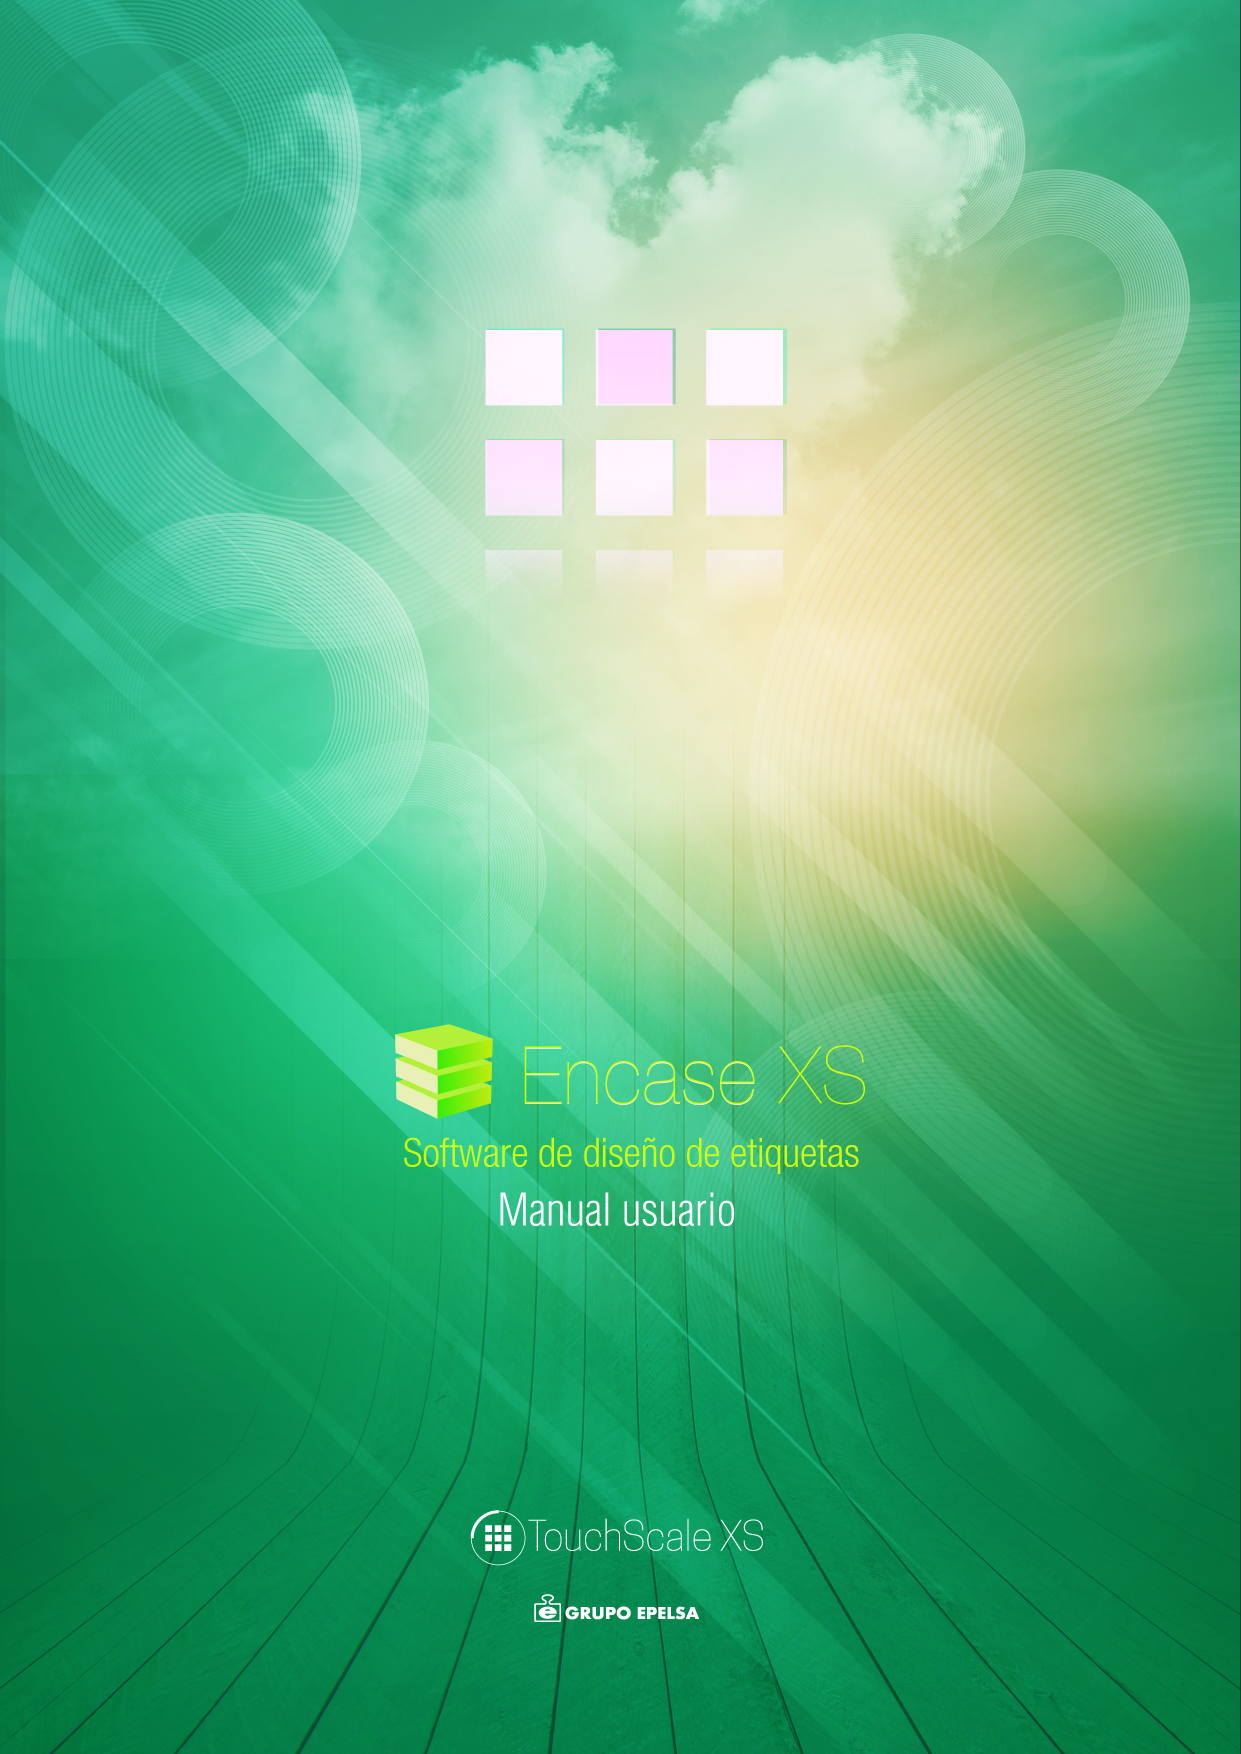 Encase XS
Software de diseño de etiquetas
Manual usuario
TouchScale XS
e GRUPO EPELSA